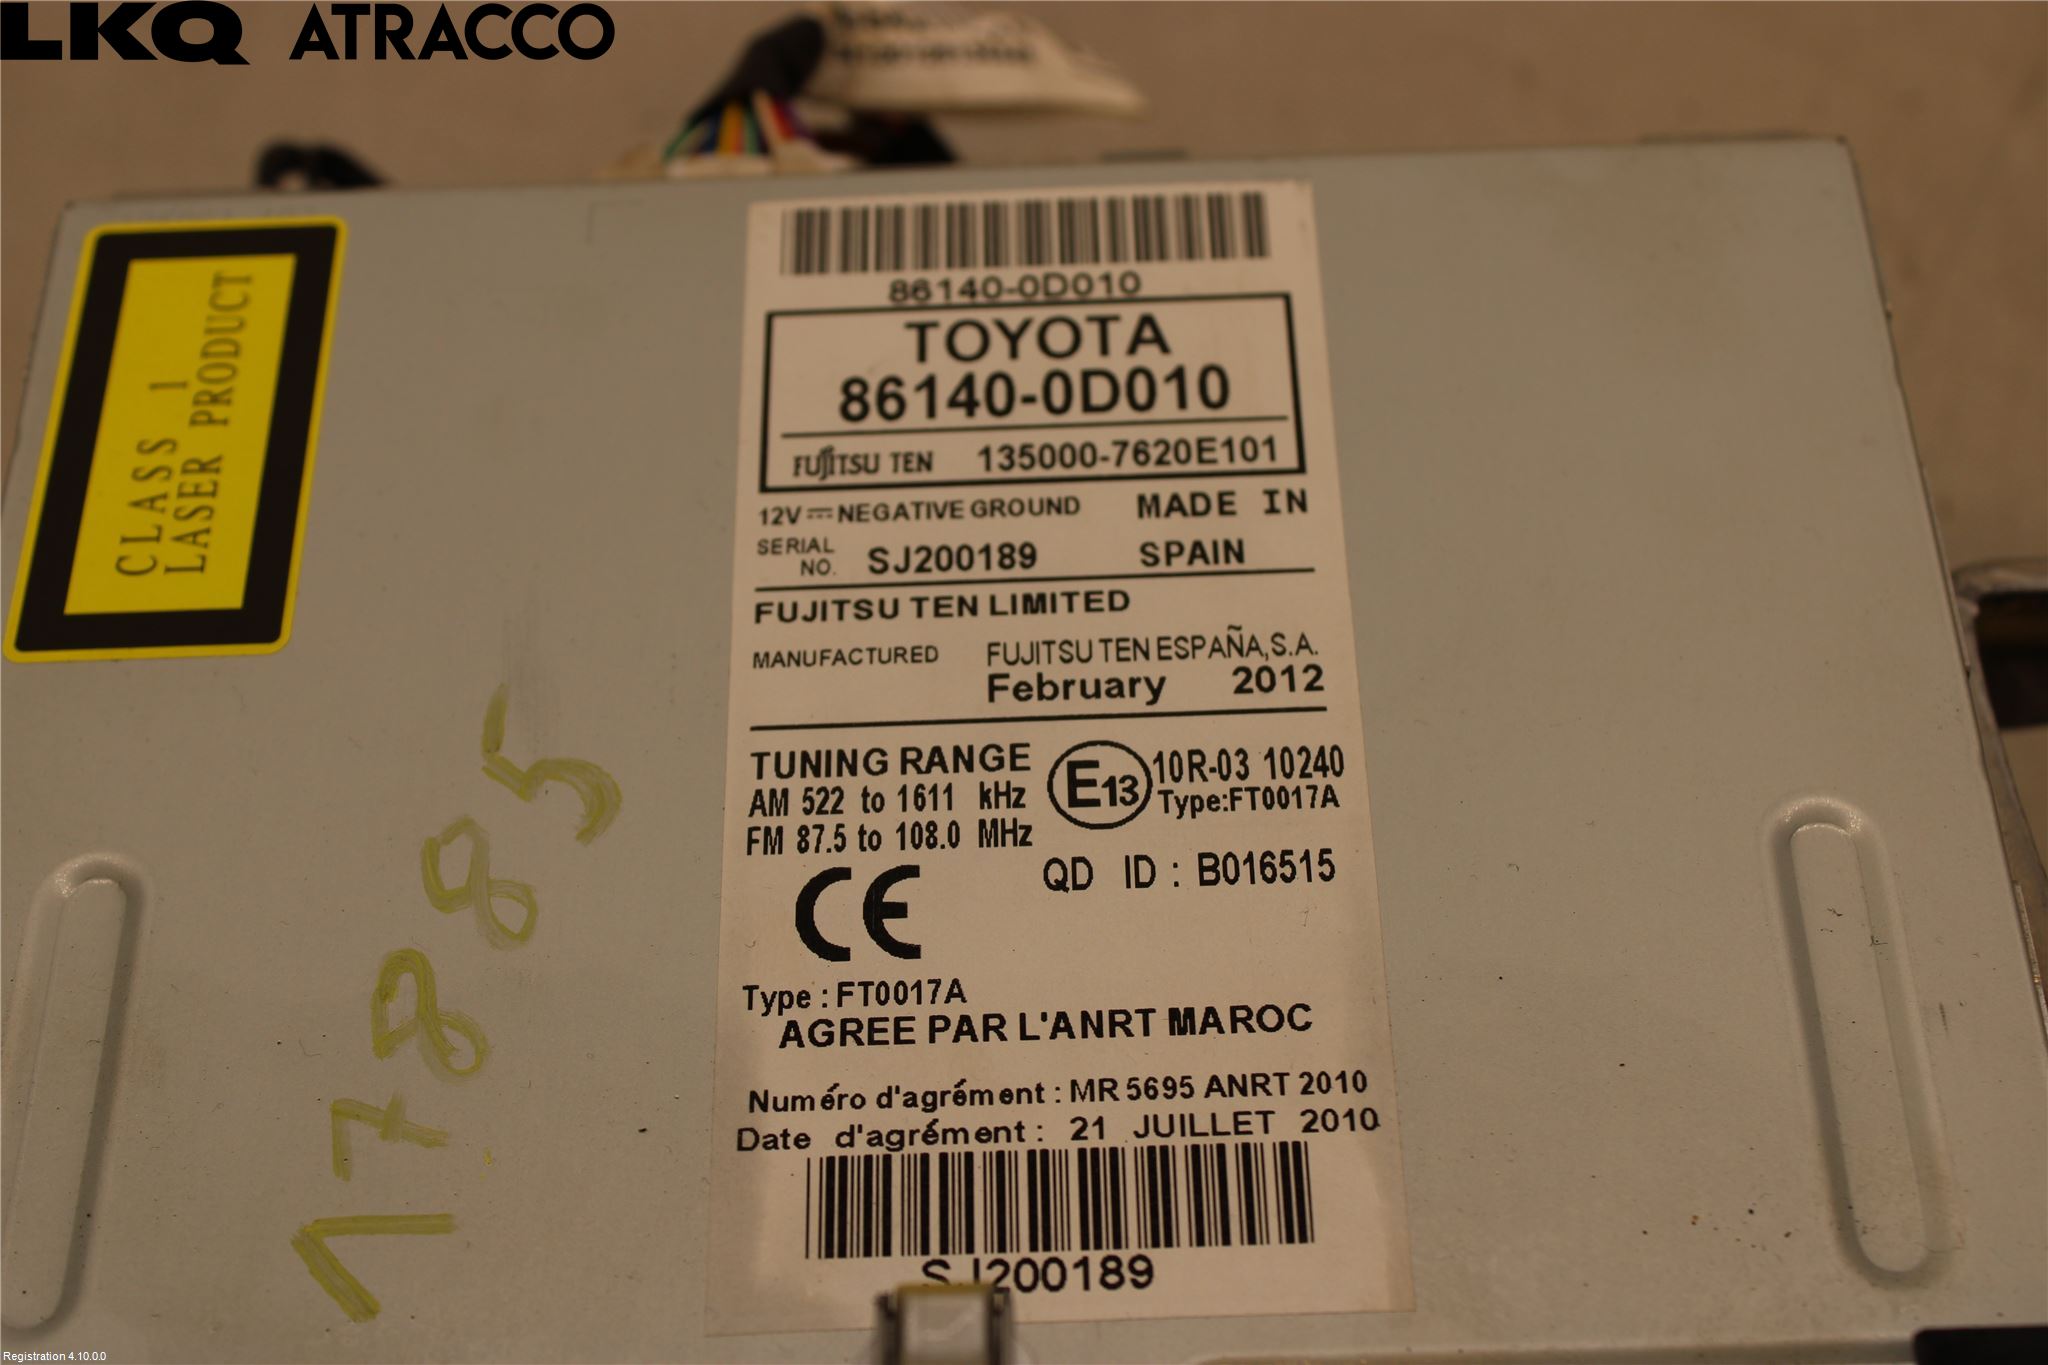 LKQ ATRACCO
CLASS 1
LASER PRODUCT
86140-0D010
TOYOTA
86140-0D010
FUJITSU TEN 135000-7620E101
12V NEGATIVE GROUND MADE IN
SERIAL NO. SJ200189 SPAIN
FUJITSU TEN LIMITED
MANUFACTURED FUJITSU TEN ESPAÑA,S.A.
February 2012
TUNING RANGE
AM 522 to 1611 kHz
FM 87.5 to 108.0 MHz
E13 10R-03 10240
Type:FT0017A
QD ID : B016515
CE
Type : FT0017A
AGREE PAR L'ANRT MAROC
Numéro d'agrément : MR 5695 ANRT 2010
Date d'agrément : 21 JUILLET 2010
SJ200189
17885
Registration 4.10.0.0